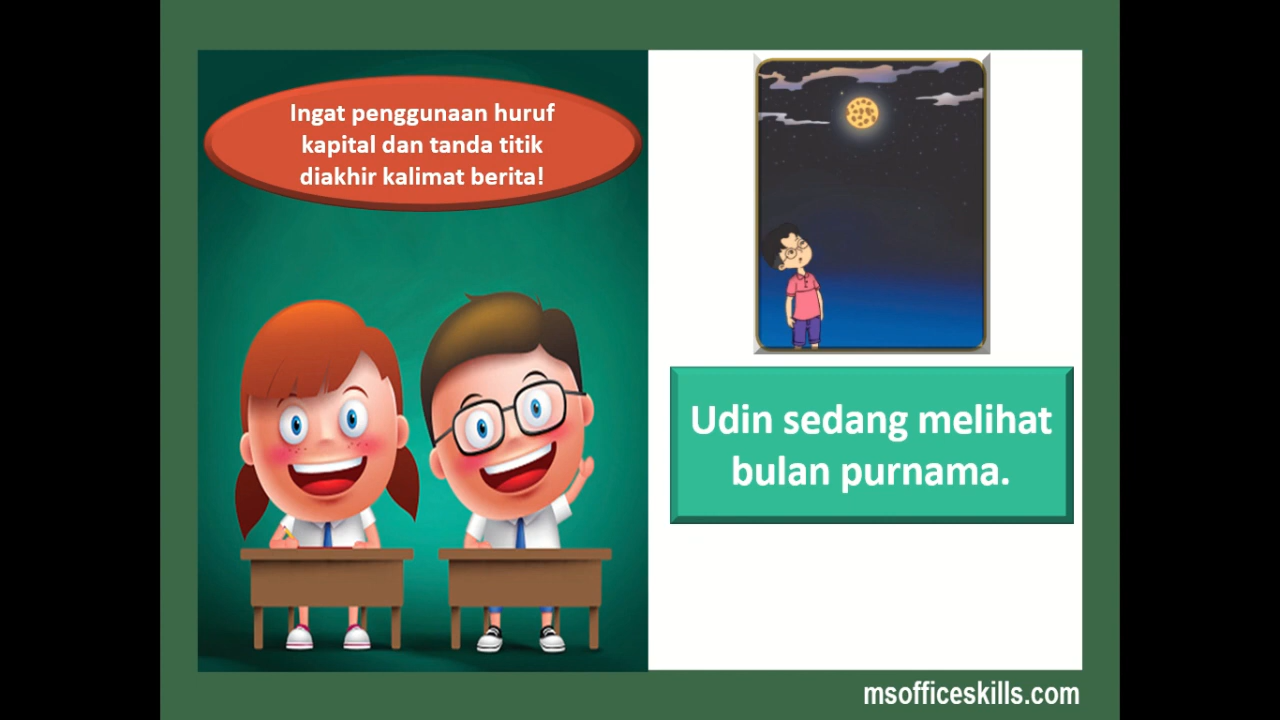 Ingat penggunaan huruf
kapital dan tanda titik
diakhir kalimat berita!
Udin sedang melihat
bulan purnama.
msofficeskills.com